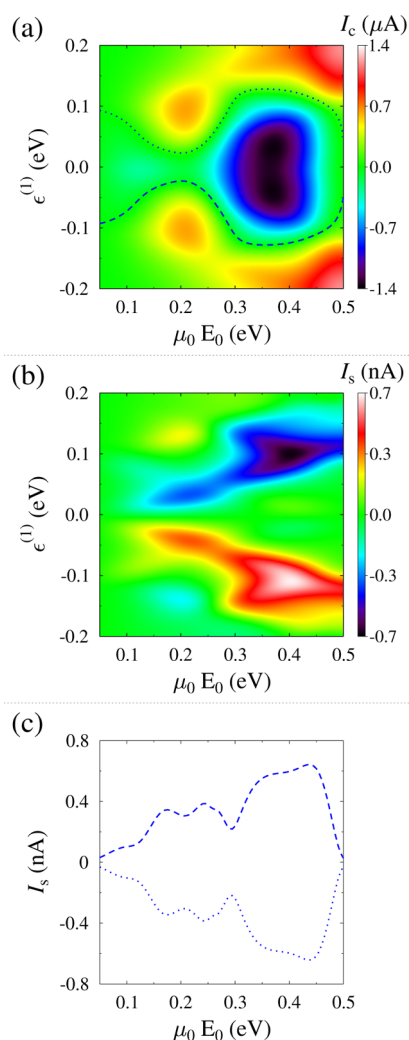 (a)
I_c (μA)
0.2
0.1
0.0
-0.1
-0.2
ϵ^(1) (eV)
1.4
0.7
0.0
-0.7
-1.4
0.1 0.2 0.3 0.4 0.5
μ_0 E_0 (eV)
(b)
I_s (nA)
0.2
0.1
0.0
-0.1
-0.2
ϵ^(1) (eV)
0.7
0.3
0.0
-0.3
-0.7
0.1 0.2 0.3 0.4 0.5
μ_0 E_0 (eV)
(c)
0.8
0.4
0
-0.4
-0.8
I_s (nA)
0.1 0.2 0.3 0.4 0.5
μ_0 E_0 (eV)